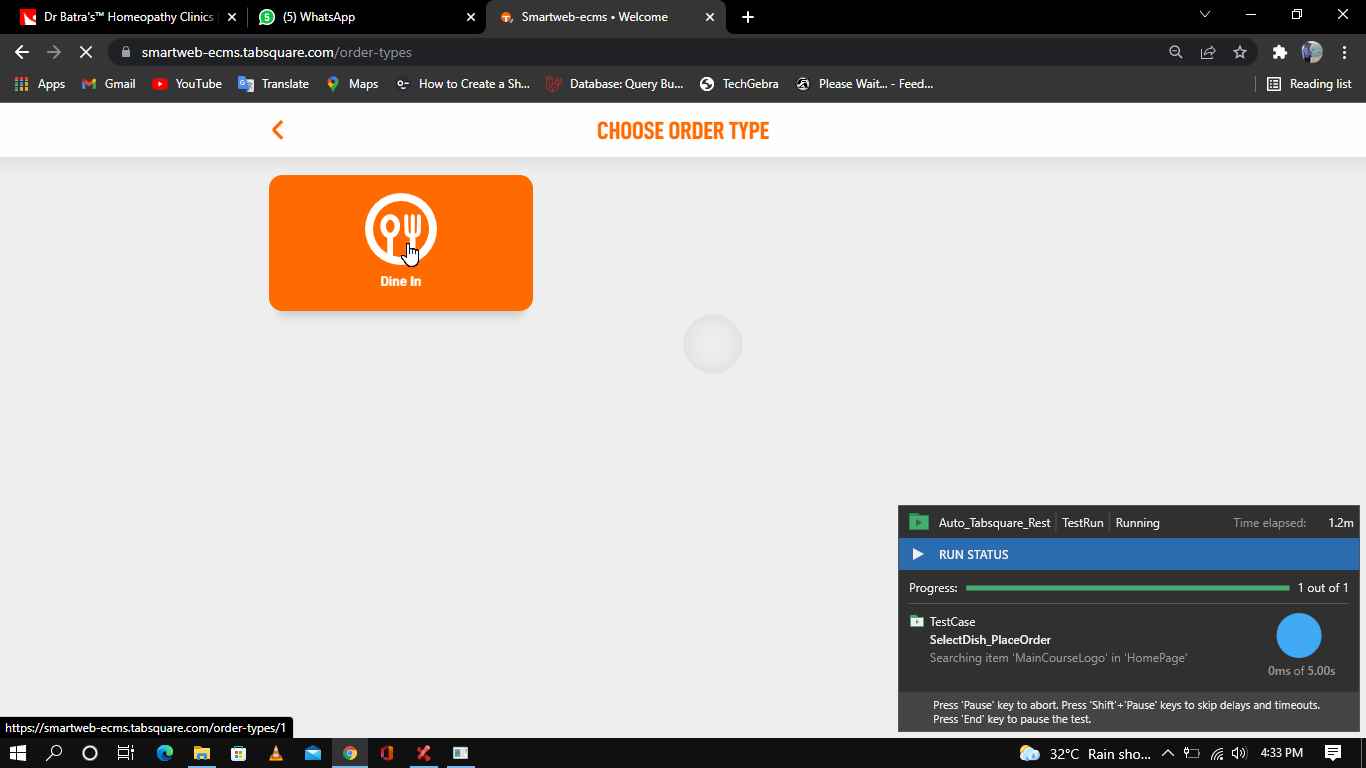 Dr Batra's™ Homeopathy Clinics
(5) WhatsApp
Smartweb-ecms • Welcome
smartweb-ecms.tabsquare.com/order-types
Apps
Gmail
YouTube
Translate
Maps
How to Create a Sh...
Database: Query Bu...
TechGebra
Please Wait... - Feed...
Reading list
CHOOSE ORDER TYPE
Dine In
Auto_Tabsquare_Rest TestRun Running Time elapsed: 1.2m
RUN STATUS
Progress: 1 out of 1
TestCase
SelectDish_PlaceOrder
Searching item 'MainCourseLogo' in 'HomePage'
0ms of 5.00s
Press 'Pause' key to abort. Press 'Shift'+'Pause' keys to skip delays and timeouts.
Press 'End' key to pause the test.
https://smartweb-ecms.tabsquare.com/order-types/1
32°C Rain sho...
4:33 PM